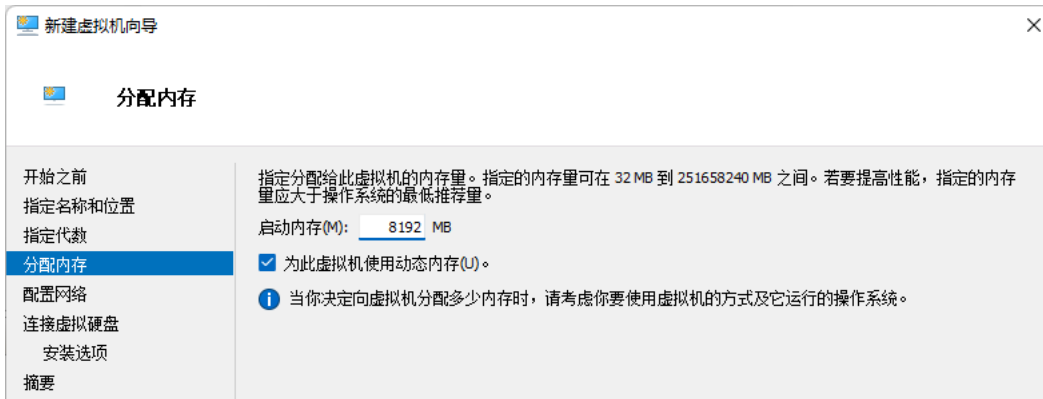 新建虚拟机向导
分配内存
开始之前
指定名称和位置
指定代数
分配内存
配置网络
连接虚拟硬盘
安装选项
摘要
指定分配给此虚拟机的内存量。指定的内存量可在 32 MB 到 251658240 MB 之间。若要提高性能，指定的内存
量应大于操作系统的最低推荐量。
启动内存(M): 8192 MB
为此虚拟机使用动态内存(U)。
当你决定向虚拟机分配多少内存时，请考虑你要使用虚拟机的方式及它运行的操作系统。